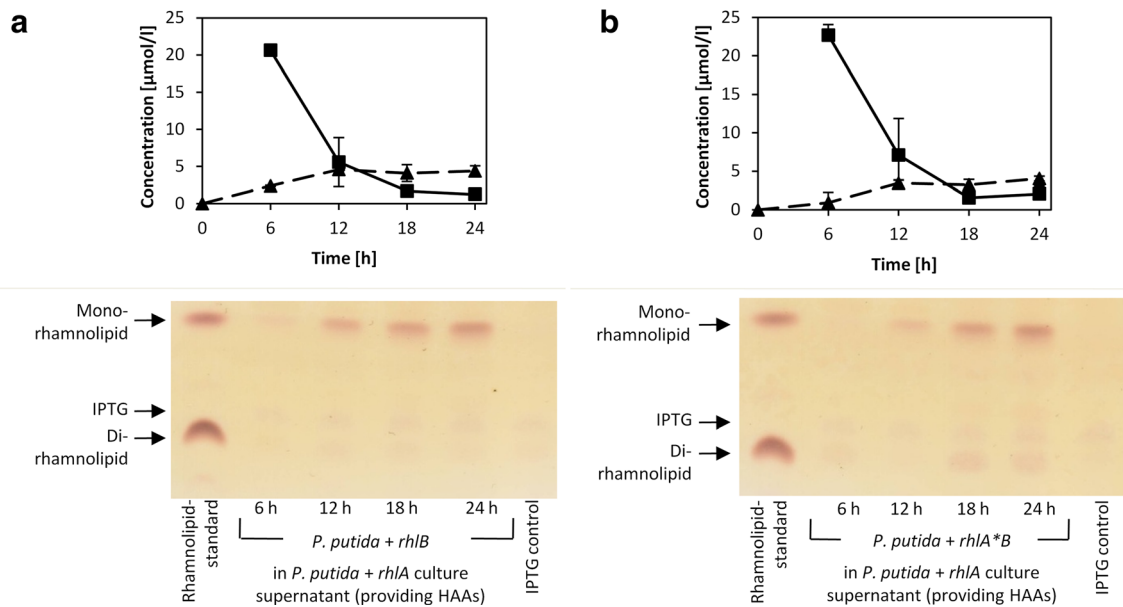 a
Concentration [µmol/l]
25
20
15
10
5
0
0 6 12 18 24
Time [h]
Mono-
rhamnolipid
IPTG
Di-
rhamnolipid
Rhamnolipid-
standard
6 h 12 h 18 h 24 h
P. putida + rhlB
in P. putida + rhlA culture
supernatant (providing HAAs)
IPTG control
b
Concentration [µmol/l]
25
20
15
10
5
0
0 6 12 18 24
Time [h]
Mono-
rhamnolipid
IPTG
Di-
rhamnolipid
Rhamnolipid-
standard
6 h 12 h 18 h 24 h
P. putida + rhlA*B
in P. putida + rhlA culture
supernatant (providing HAAs)
IPTG control